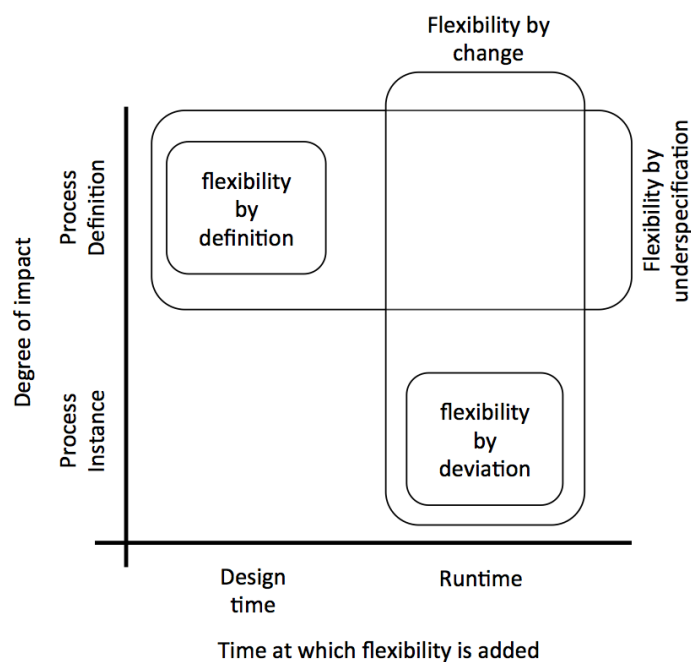 Flexibility by
change
flexibility
by
definition
Flexibility by
underspecification
Process
Definition
Degree of impact
Process
Instance
flexibility
by
deviation
Design
time
Runtime
Time at which flexibility is added